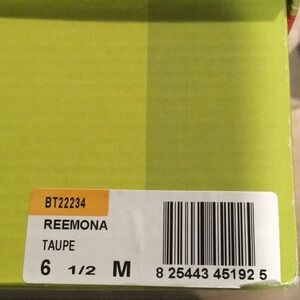 BT22234
REEMONA
TAUPE
6 1/2 M
8 25443 45192 5